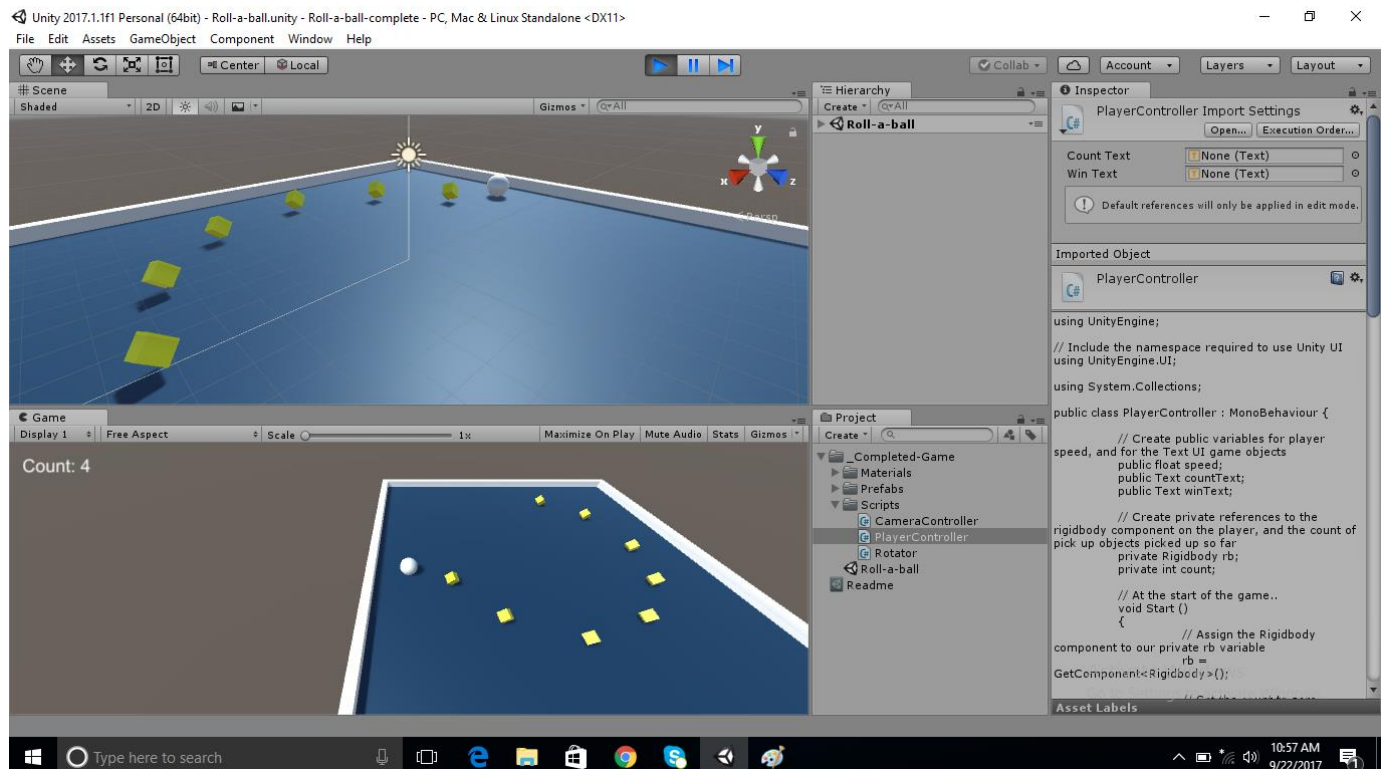 Unity 2017.1.1f1 Personal (64bit) - Roll-a-ball.unity - Roll-a-ball-complete - PC, Mac & Linux Standalone <DX11>
File Edit Assets GameObject Component Window Help
Center Local
Collab Account Layers Layout
Scene
Shaded 2D Gizmos All
y
x z
Persp
Hierarchy
Create All
Roll-a-ball
Game
Display 1 Free Aspect Scale 1x Maximize On Play Mute Audio Stats Gizmos
Count: 4
Project
Create
_Completed-Game
Materials
Prefabs
Scripts
CameraController
PlayerController
Rotator
Roll-a-ball
Readme
Inspector
PlayerController Import Settings
C#
Open... Execution Order...
Count Text None (Text)
Win Text None (Text)
Default references will only be applied in edit mode.
Imported Object
PlayerController
C#
using UnityEngine;
// Include the namespace required to use Unity UI
using UnityEngine.UI;
using System.Collections;
public class PlayerController : MonoBehaviour {
// Create public variables for player
speed, and for the Text UI game objects
public float speed;
public Text countText;
public Text winText;
// Create private references to the
rigidbody component on the player, and the count of
pick up objects picked up so far
private Rigidbody rb;
private int count;
// At the start of the game..
void Start ()
{
// Assign the Rigidbody
component to our private rb variable
rb =
GetComponent<Rigidbody>();
Asset Labels
Type here to search
10:57 AM
9/22/2017